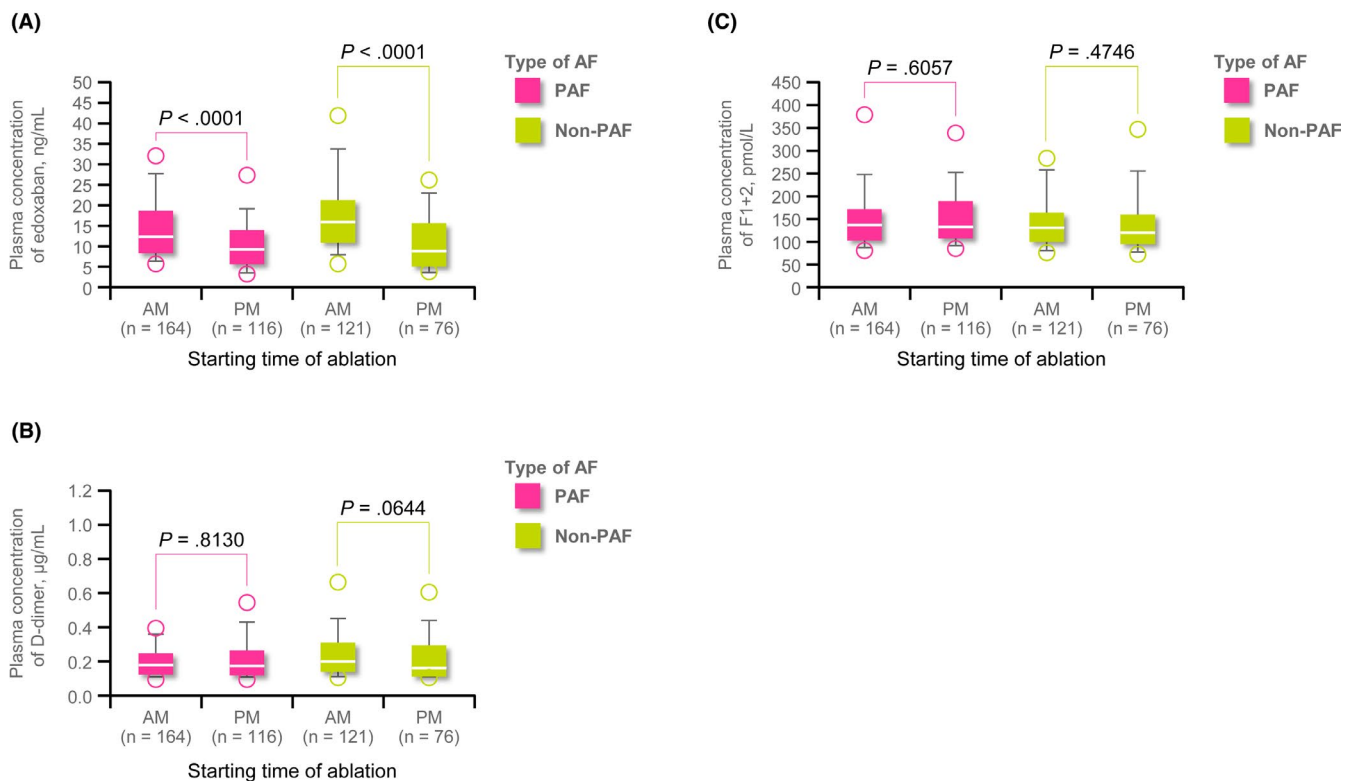 (A)
P < .0001
P < .0001
Type of AF
PAF
Non-PAF
Plasma concentration
of edoxaban, ng/mL
50
45
40
35
30
25
20
15
10
5
0
AM
(n = 164)
PM
(n = 116)
AM
(n = 121)
PM
(n = 76)
Starting time of ablation
(C)
P = .6057
P = .4746
Type of AF
PAF
Non-PAF
Plasma concentration
of F1+2, pmol/L
450
400
350
300
250
200
150
100
50
0
AM
(n = 164)
PM
(n = 116)
AM
(n = 121)
PM
(n = 76)
Starting time of ablation
(B)
P = .8130
P = .0644
Type of AF
PAF
Non-PAF
Plasma concentration
of D-dimer, µg/mL
1.2
1.0
0.8
0.6
0.4
0.2
0.0
AM
(n = 164)
PM
(n = 116)
AM
(n = 121)
PM
(n = 76)
Starting time of ablation